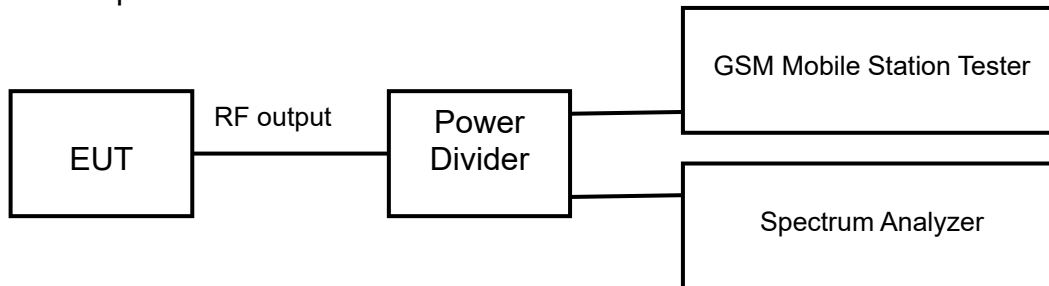 GSM Mobile Station Tester
RF output
EUT
Power
Divider
Spectrum Analyzer